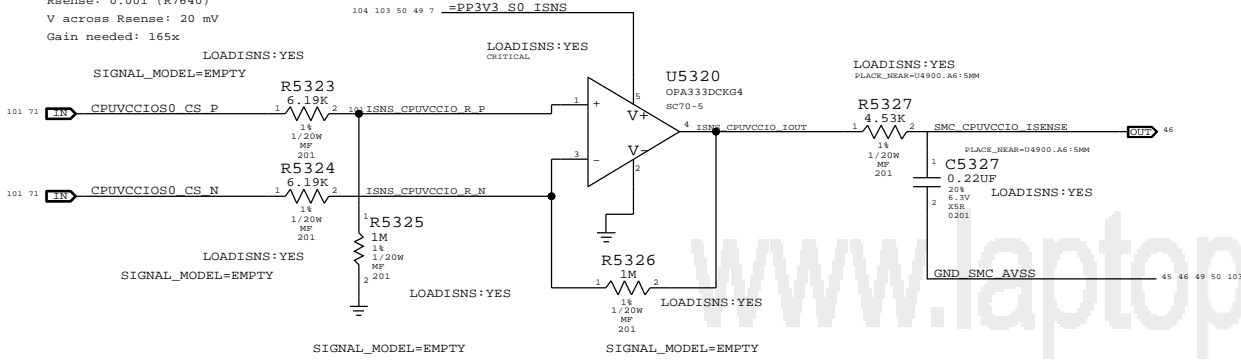 Rsense: 0.001 (R7640)
V across Rsense: 20 mV
Gain needed: 165x
104 103 50 49 7 =PP3V3_S0_ISNS
LOADISNS:YES
SIGNAL_MODEL=EMPTY
LOADISNS:YES
CRITICAL
LOADISNS:YES
PLACE_NEAR=U4900.A6:5MM
R5323
6.19K
1 2
1%
1/20W
MF
201
101 71 IN CPUVCCIOS0_CS_P
ISNS_CPUVCCIO_R_P
U5320
OPA333DCKG4
SC70-5
1 + 5 V+
3 - V- 2
4 ISNS_CPUVCCIO_IOUT
R5327
4.53K
1 2
1%
1/20W
MF
201
SMC_CPUVCCIO_ISENSE OUT 46
PLACE_NEAR=U4900.A6:5MM
R5324
6.19K
1 2
1%
1/20W
MF
201
101 71 IN CPUVCCIOS0_CS_N
ISNS_CPUVCCIO_R_N
1
C5327
0.22UF
20%
6.3V
X5R
0201
2
LOADISNS:YES
1
R5325
1M
1%
1/20W
MF
201
2
LOADISNS:YES
SIGNAL_MODEL=EMPTY
LOADISNS:YES
R5326
1M
1 2
1%
1/20W
MF
201
LOADISNS:YES
GND_SMC_AVSS 45 46 49 50 103
SIGNAL_MODEL=EMPTY
SIGNAL_MODEL=EMPTY
www.laptop